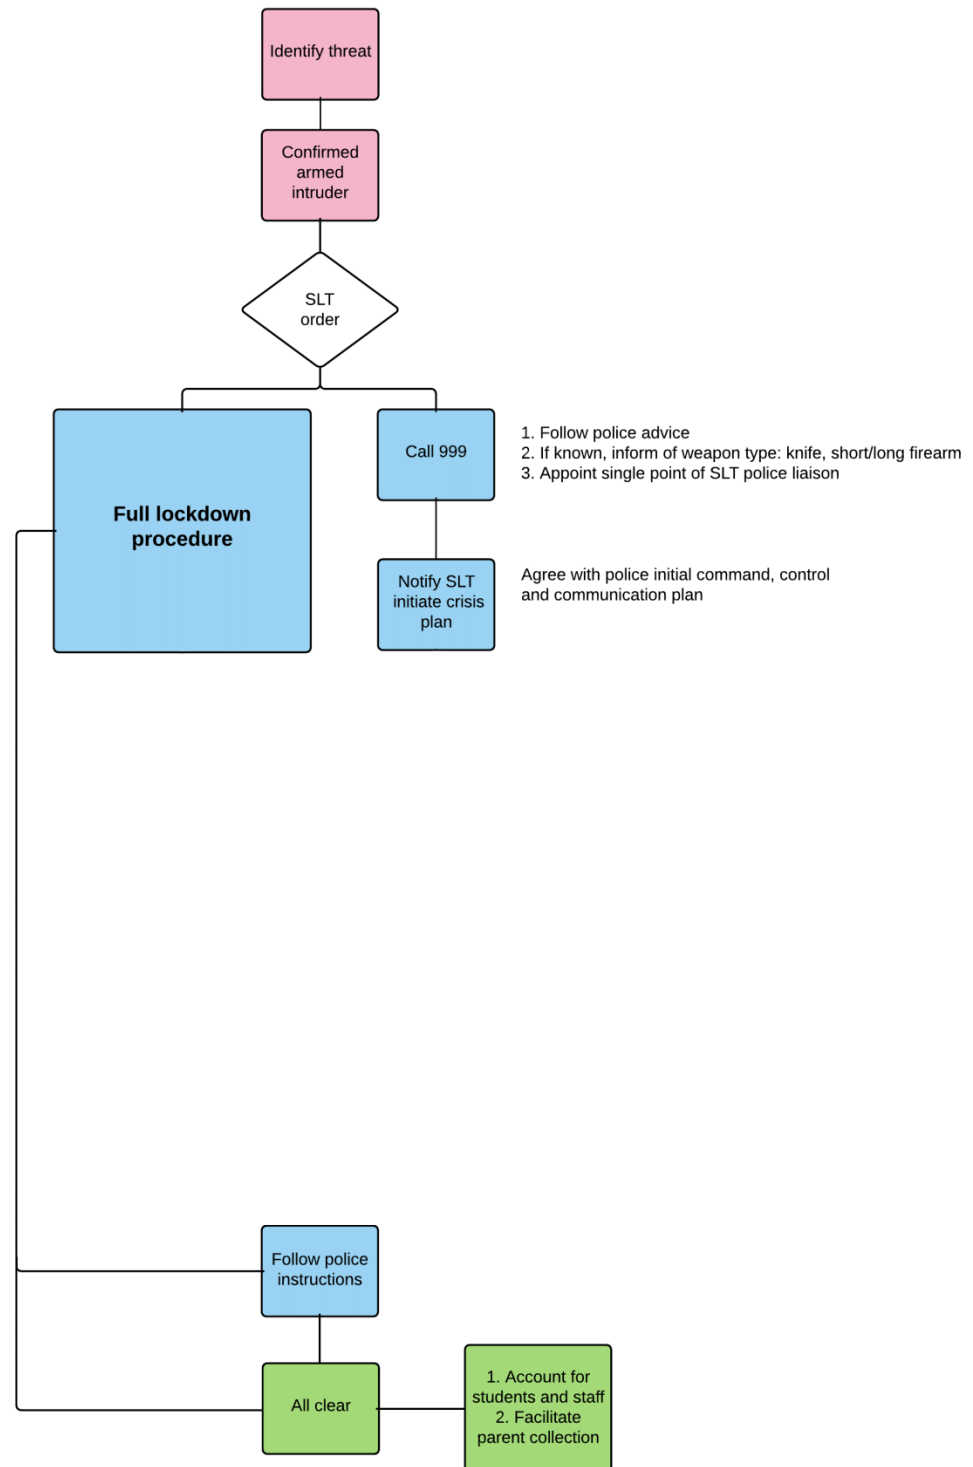 Identify threat
Confirmed
armed
intruder
SLT
order
Full lockdown
procedure
Call 999
1. Follow police advice
2. If known, inform of weapon type: knife, short/long firearm
3. Appoint single point of SLT police liaison
Notify SLT
initiate crisis
plan
Agree with police initial command, control
and communication plan
Follow police
instructions
All clear
1. Account for
students and staff
2. Facilitate
parent collection